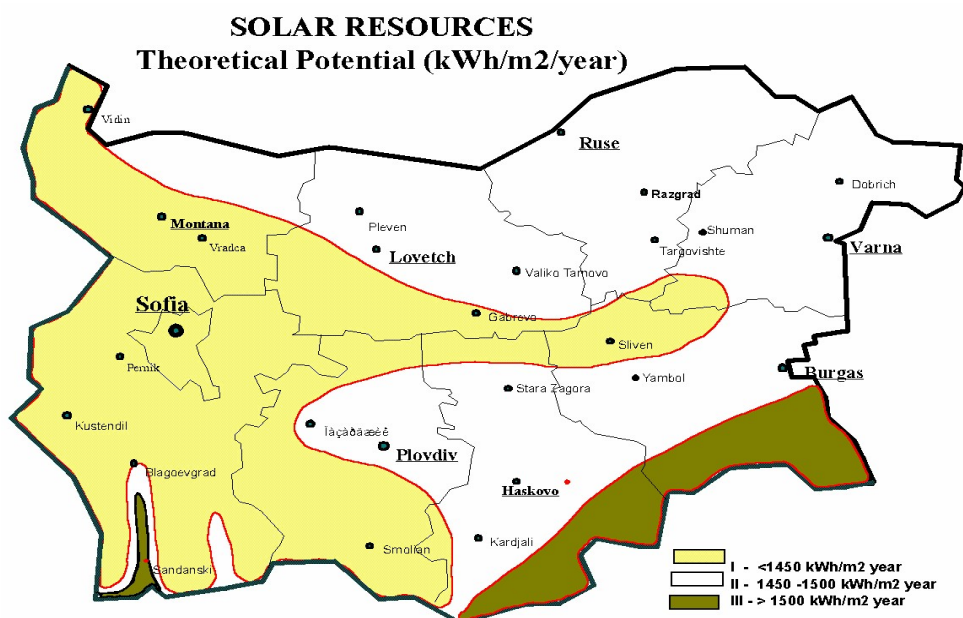 SOLAR RESOURCES
Theoretical Potential (kWh/m2/year)
Vidin
Ruse
Razgrad
Dobrich
Montana
Vradca
Pleven
Lovetch
Shuman
Targovishte
Varna
Valiko Tarnovo
Sofia
Gabrovo
Sliven
Pernik
Stara Zagora
Yambol
Burgas
Kustendil
Ïàçàðäæèê
Plovdiv
Blagoevgrad
Haskovo
Kardjali
Smolian
Sandanski
I - <1450 kWh/m2 year
II - 1450 -1500 kWh/m2 year
III - > 1500 kWh/m2 year